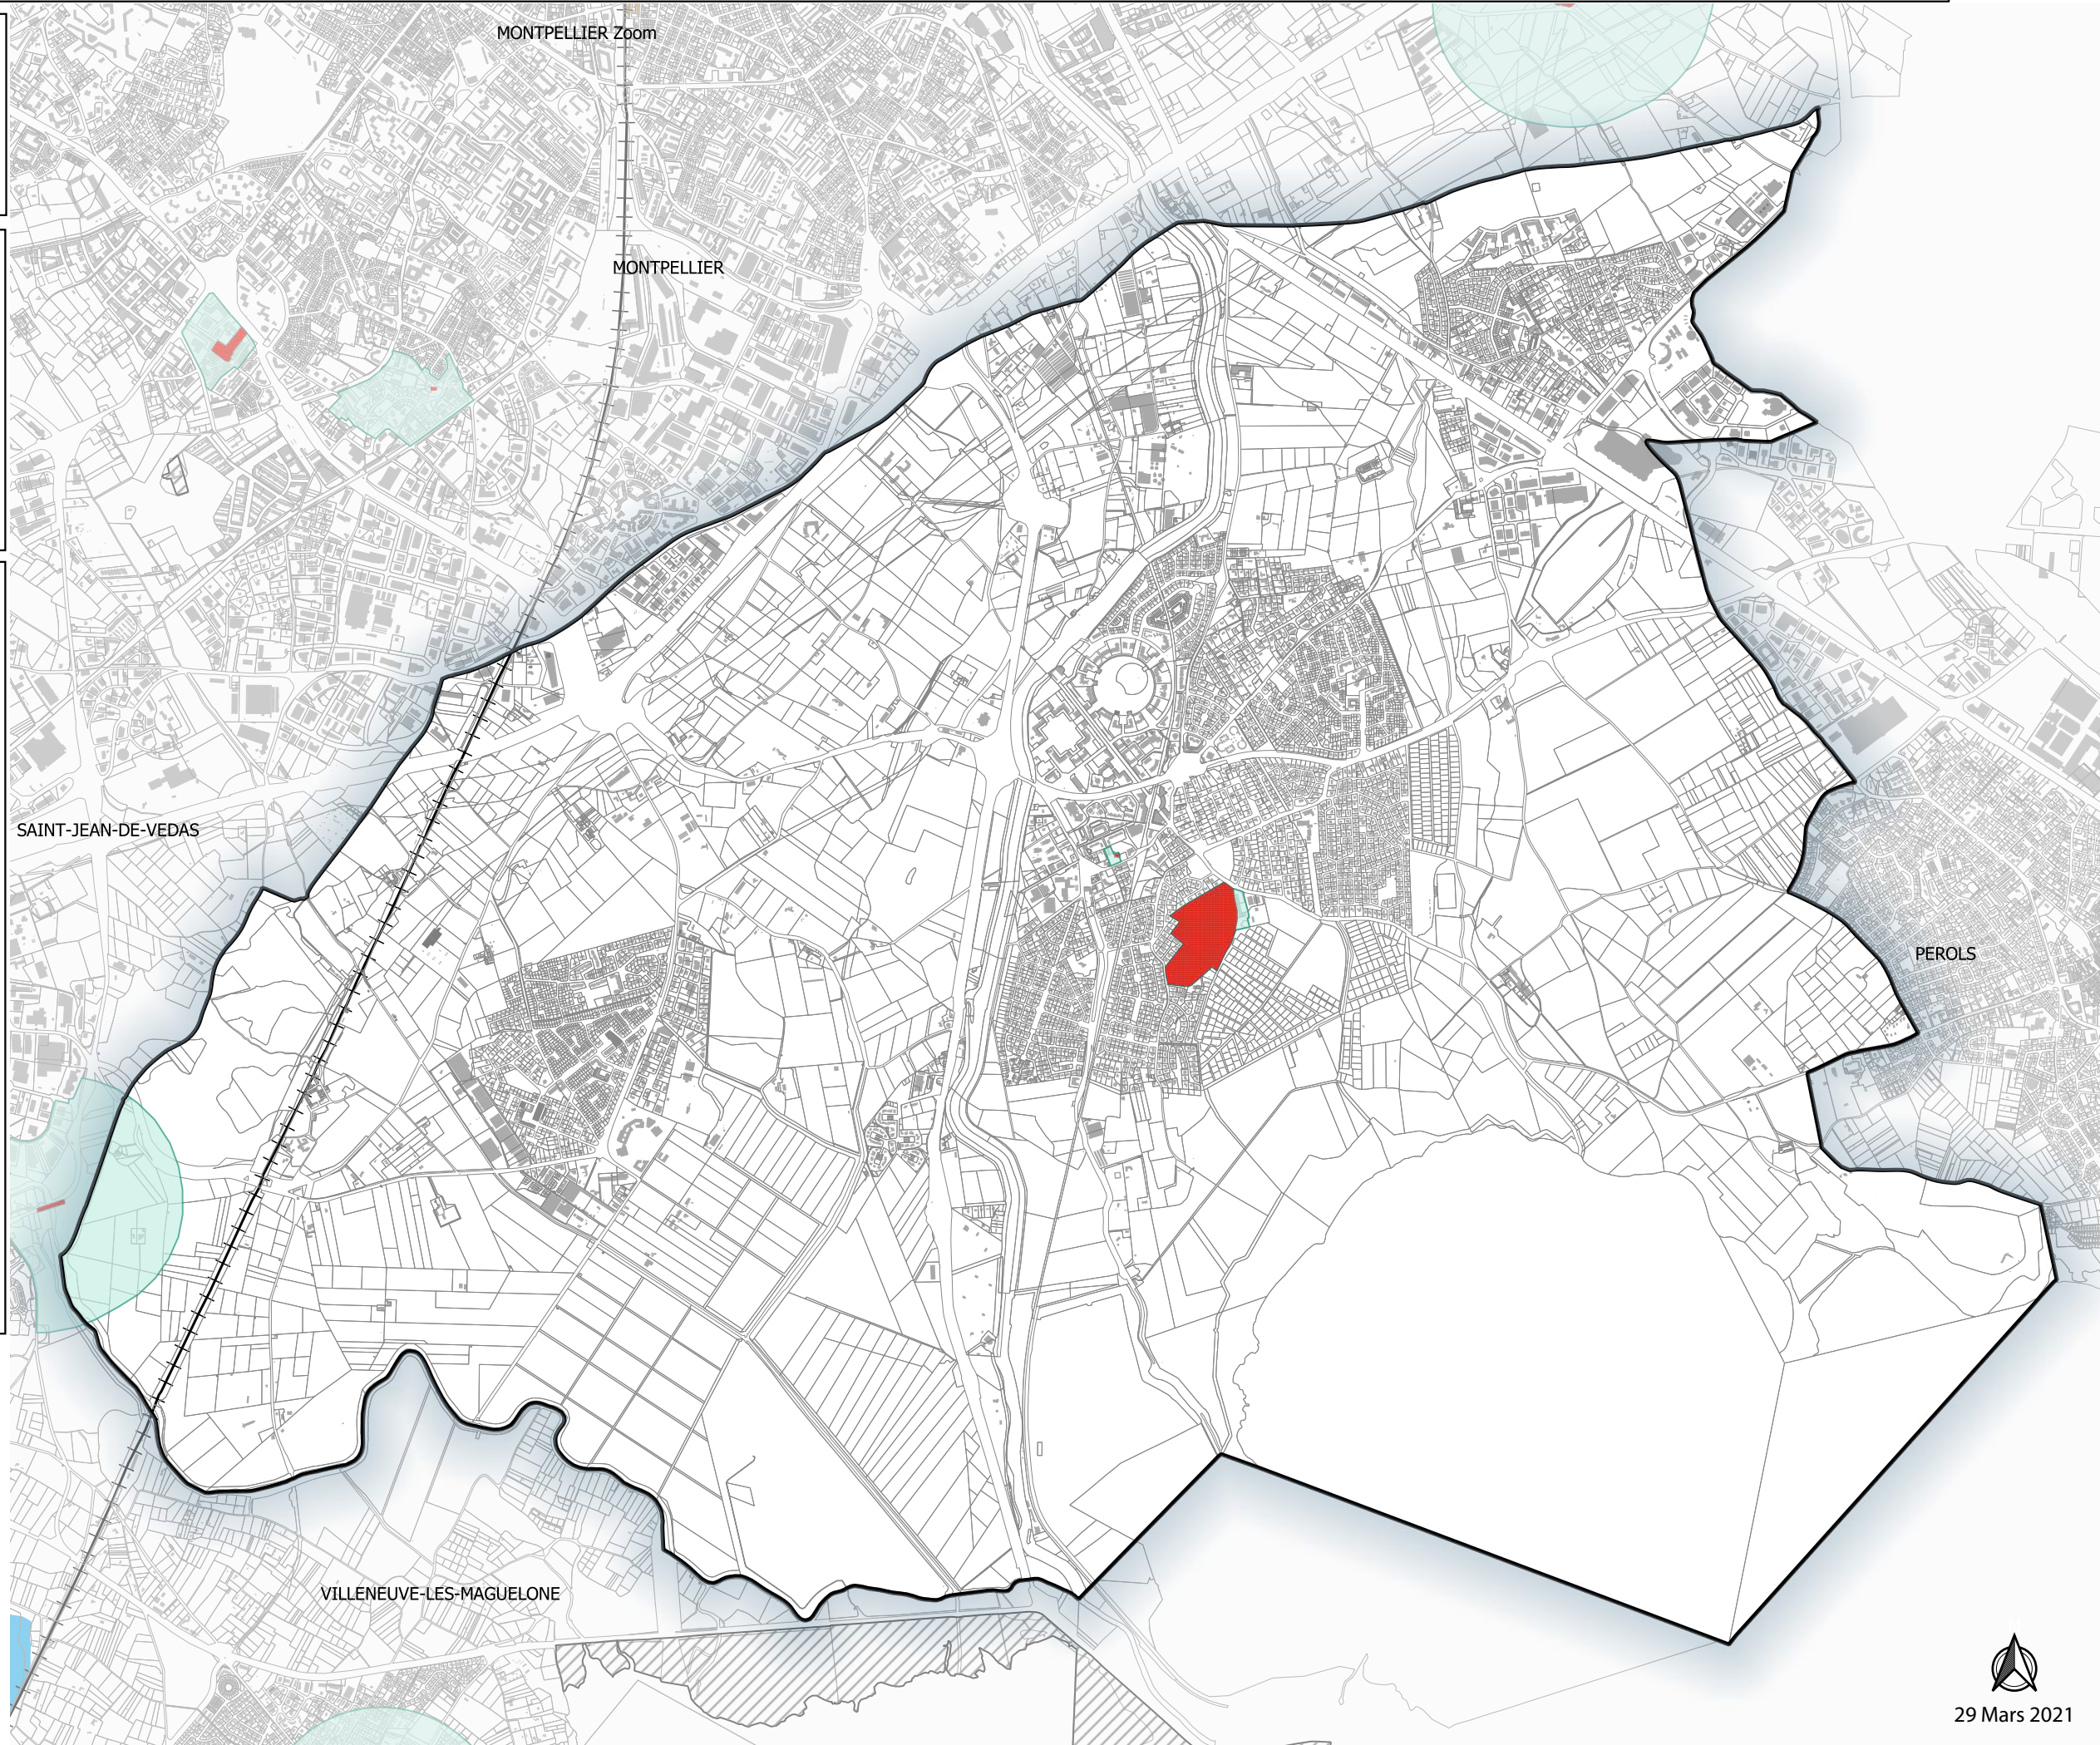 MONTPELLIER Zoom
MONTPELLIER
SAINT-JEAN-DE-VEDAS
PEROLS
VILLENEUVE-LES-MAGUELONE
29 Mars 2021